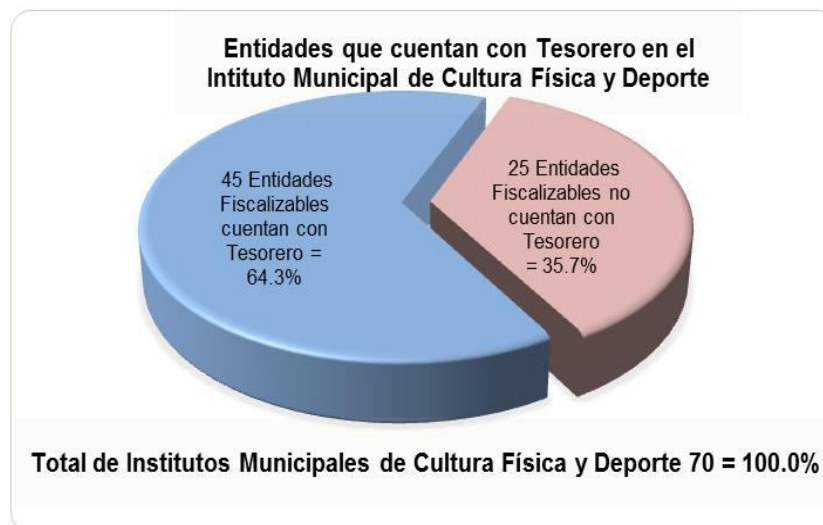 Entidades que cuentan con Tesorero en el
Intituto Municipal de Cultura Física y Deporte
45 Entidades
Fiscalizables
cuentan con
Tesorero =
64.3%
25 Entidades
Fiscalizables no
cuentan con
Tesorero
= 35.7%
Total de Institutos Municipales de Cultura Física y Deporte 70 = 100.0%